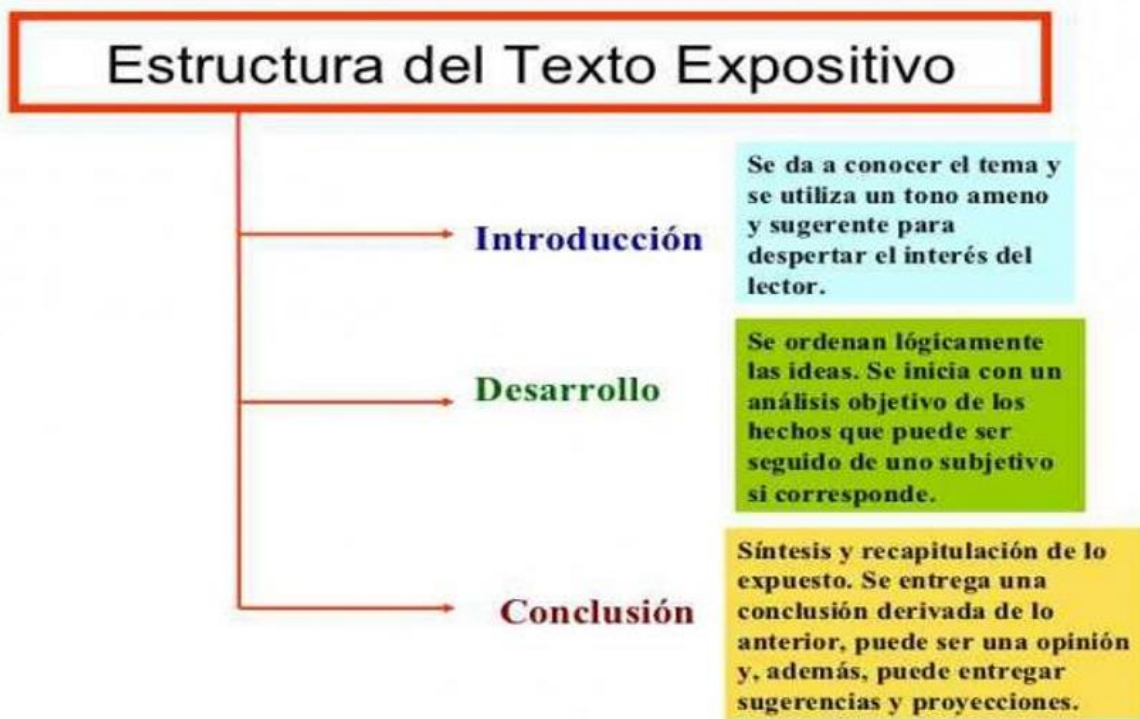 Estructura del Texto Expositivo
Introducción
Se da a conocer el tema y
se utiliza un tono ameno
y sugerente para
despertar el interés del
lector.
Desarrollo
Se ordenan lógicamente
las ideas. Se inicia con un
análisis objetivo de los
hechos que puede ser
seguido de uno subjetivo
si corresponde.
Conclusión
Síntesis y recapitulación de lo
expuesto. Se entrega una
conclusión derivada de lo
anterior, puede ser una opinión
y, además, puede entregar
sugerencias y proyecciones.